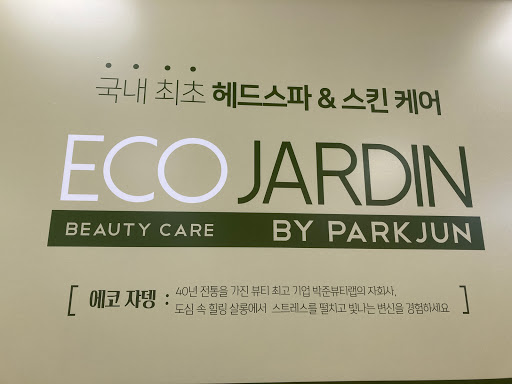 국내 최초 헤드스파 & 스킨 케어
ECO JARDIN
BEAUTY CARE BY PARKJUN
[ 에코 쟈뎅 : 40년 전통을 가진 뷰티 최고 기업 박준뷰티랩의 자회사,
도심 속 힐링 살롱에서 스트레스를 떨치고 빛나는 변신을 경험하세요 ]